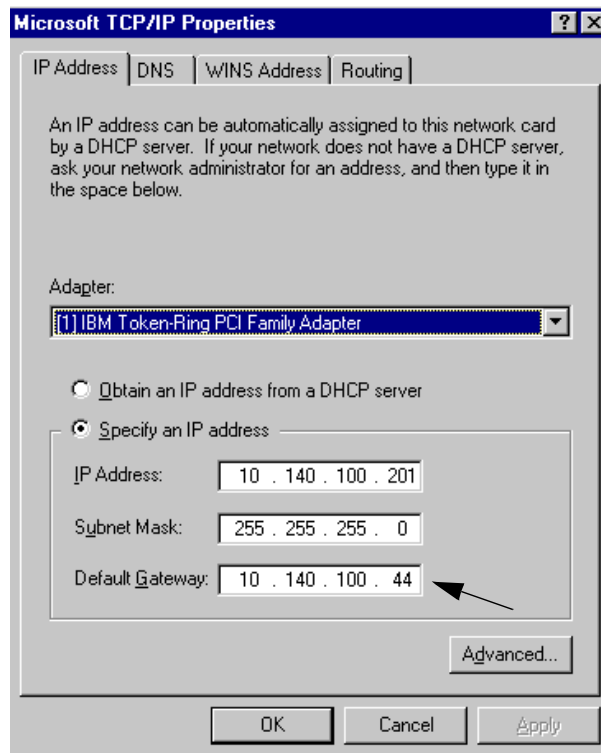 Microsoft TCP/IP Properties ? X
IP Address DNS WINS Address Routing
An IP address can be automatically assigned to this network card
by a DHCP server. If your network does not have a DHCP server,
ask your network administrator for an address, and then type it in
the space below.
Adapter:
[1] IBM Token-Ring PCI Family Adapter
Obtain an IP address from a DHCP server
Specify an IP address
IP Address: 10 . 140 . 100 . 201
Subnet Mask: 255 . 255 . 255 . 0
Default Gateway: 10 . 140 . 100 . 44
Advanced...
OK Cancel Apply